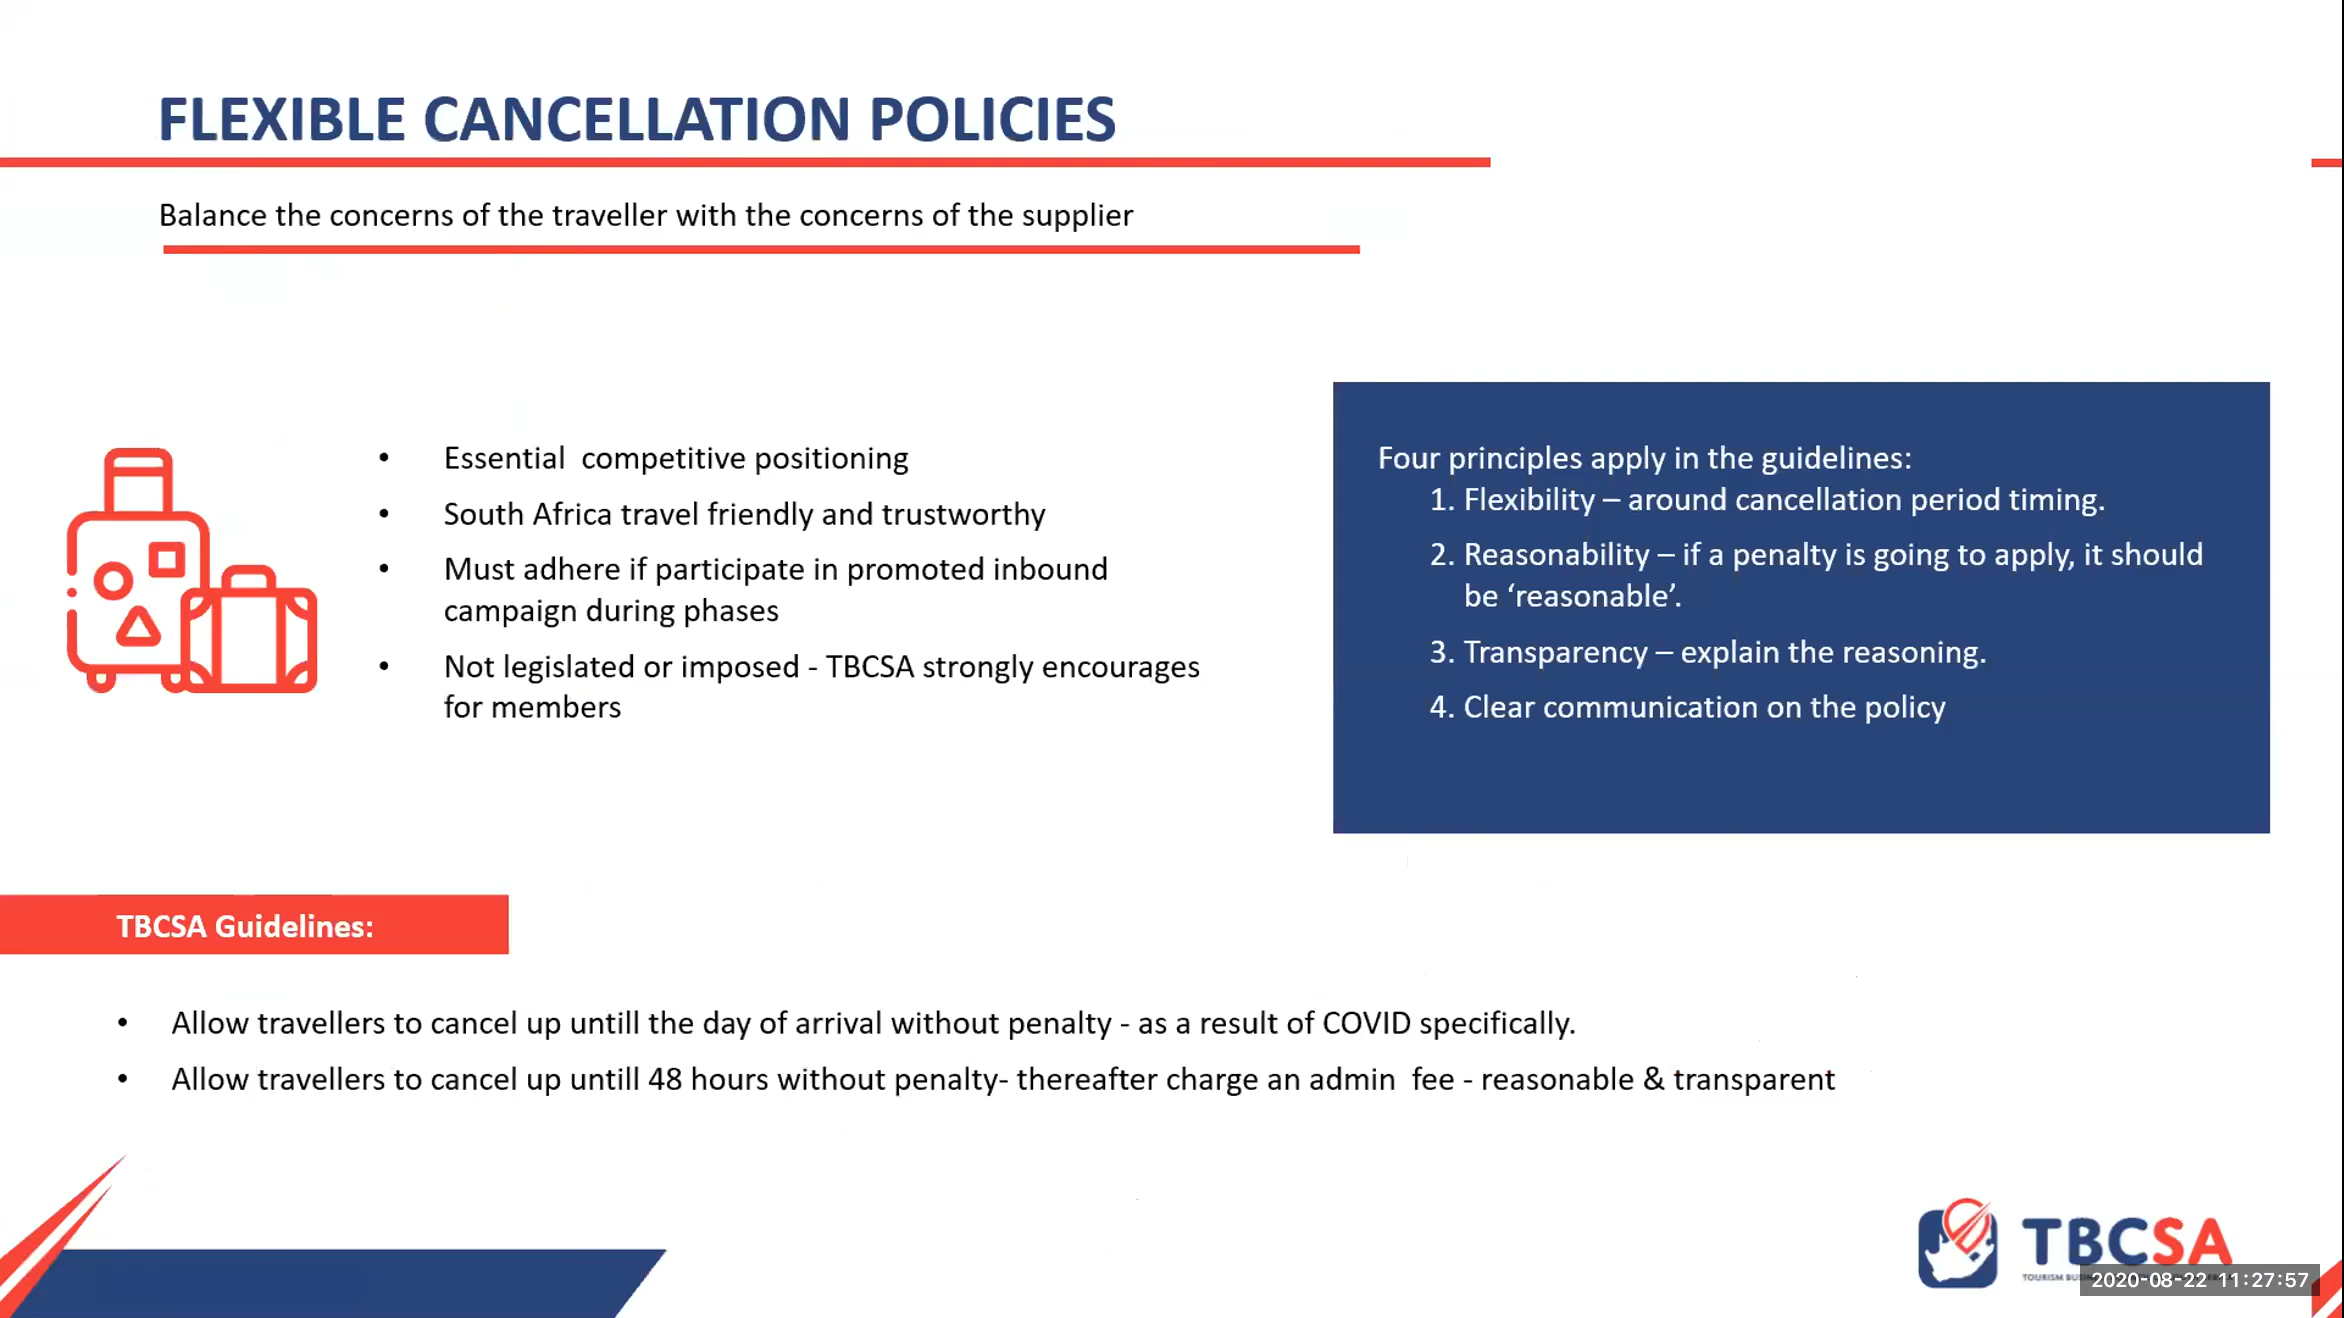 FLEXIBLE CANCELLATION POLICIES
Balance the concerns of the traveller with the concerns of the supplier
• Essential  competitive positioning
• South Africa travel friendly and trustworthy
• Must adhere if participate in promoted inbound
campaign during phases
• Not legislated or imposed - TBCSA strongly encourages
for members
Four principles apply in the guidelines:
1. Flexibility – around cancellation period timing.
2. Reasonability – if a penalty is going to apply, it should
be ‘reasonable’.
3. Transparency – explain the reasoning.
4. Clear communication on the policy
TBCSA Guidelines:
• Allow travellers to cancel up untill the day of arrival without penalty - as a result of COVID specifically.
• Allow travellers to cancel up untill 48 hours without penalty- thereafter charge an admin  fee - reasonable & transparent
TBCSA
TOURISM
2020-08-22 11:27:57